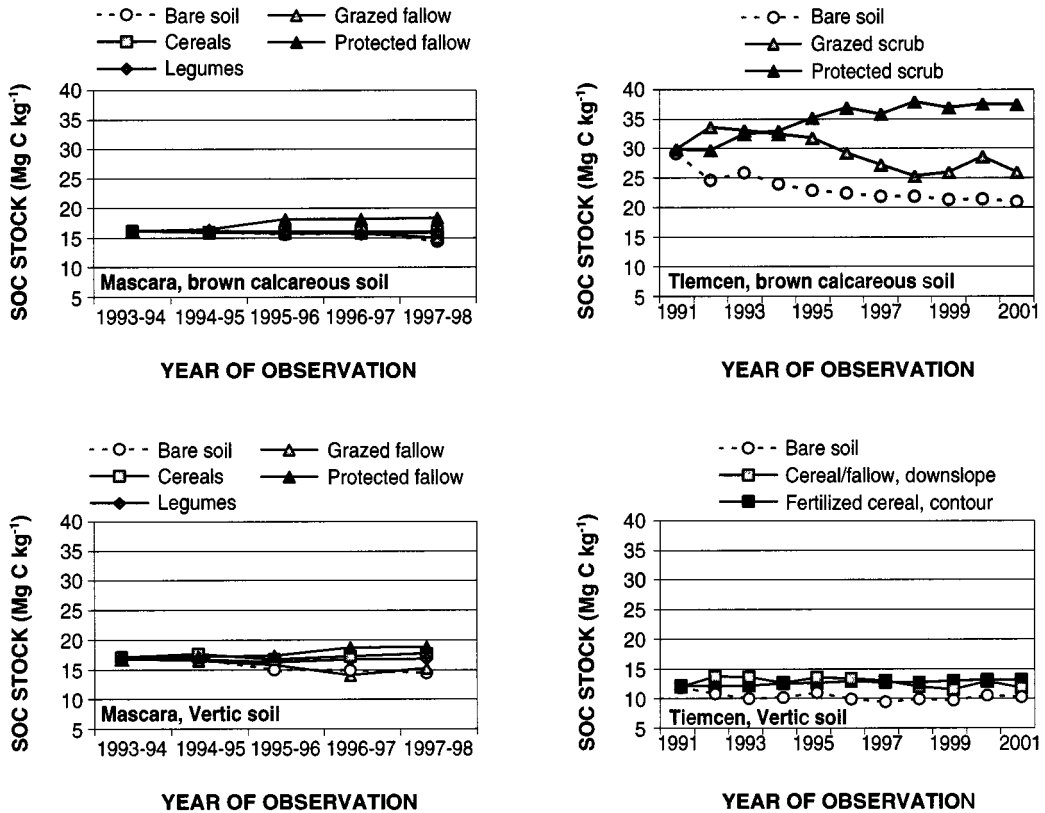 Bare soil
Grazed fallow
Cereals
Protected fallow
Legumes
SOC STOCK (Mg C kg-1)
40
35
30
25
20
15
10
5
Mascara, brown calcareous soil
1993-94 1994-95 1995-96 1996-97 1997-98
YEAR OF OBSERVATION
Bare soil
Grazed scrub
Protected scrub
SOC STOCK (Mg C kg-1)
40
35
30
25
20
15
10
5
Tlemcen, brown calcareous soil
1991 1993 1995 1997 1999 2001
YEAR OF OBSERVATION
Bare soil
Grazed fallow
Cereals
Protected fallow
Legumes
SOC STOCK (Mg C kg-1)
40
35
30
25
20
15
10
5
Mascara, Vertic soil
1993-94 1994-95 1995-96 1996-97 1997-98
YEAR OF OBSERVATION
Bare soil
Cereal/fallow, downslope
Fertilized cereal, contour
SOC STOCK (Mg C kg-1)
40
35
30
25
20
15
10
5
Tiemcen, Vertic soil
1991 1993 1995 1997 1999 2001
YEAR OF OBSERVATION